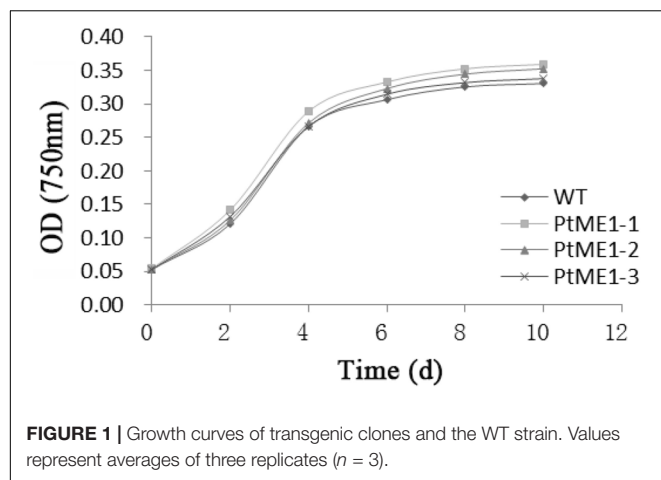 0.40
0.35
0.30
0.25
0.20
0.15
0.10
0.05
0.00
OD (750nm)
WT
PtME1-1
PtME1-2
PtME1-3
0 2 4 6 8 10 12
Time (d)
FIGURE 1 | Growth curves of transgenic clones and the WT strain. Values
represent averages of three replicates (n = 3).